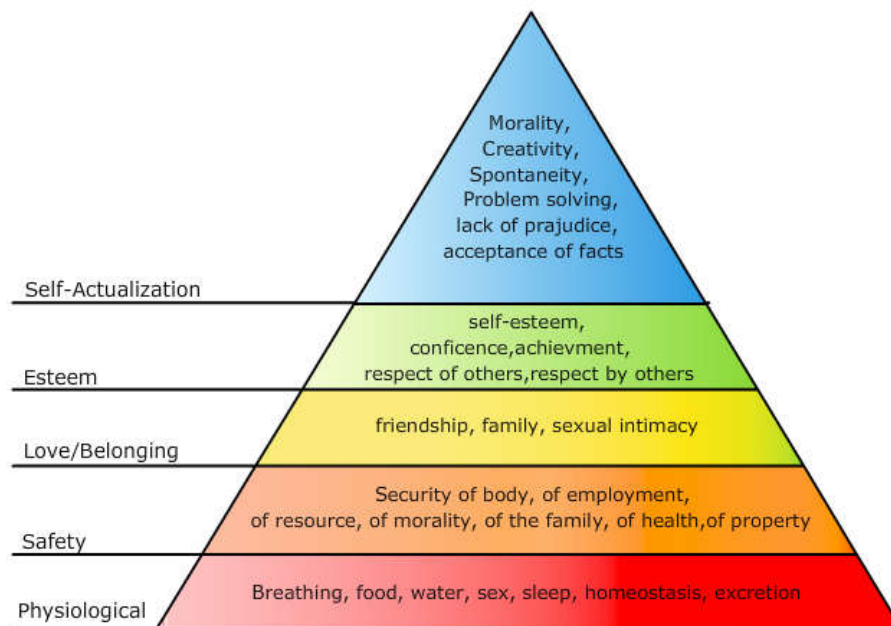 Morality,
Creativity,
Spontaneity,
Problem solving,
lack of prajudice,
acceptance of facts
Self-Actualization
self-esteem,
conficence,achievment,
respect of others,respect by others
Esteem
friendship, family, sexual intimacy
Love/Belonging
Security of body, of employment,
of resource, of morality, of the family, of health,of property
Safety
Breathing, food, water, sex, sleep, homeostasis, excretion
Physiological